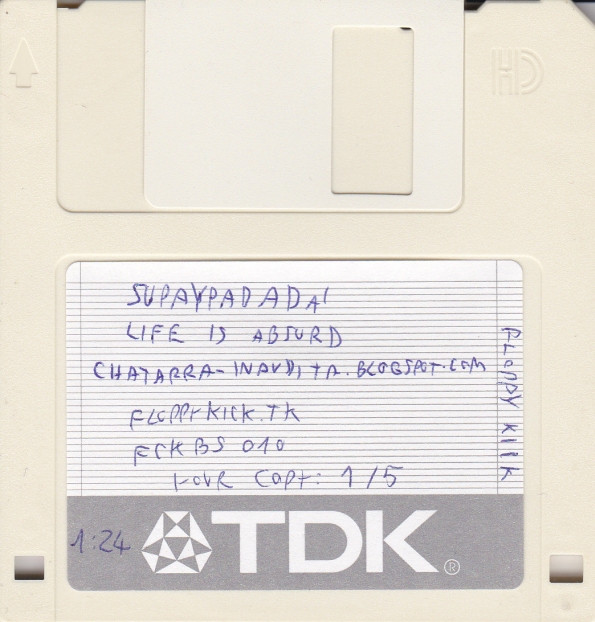 HD
SUPAYPADADA!
LIFE IS ABSURD
CHATARRA-INAUDITA.BLOGSPOT.COM
FLOPPYKICK.TK
FCKBS 010
YOUR COPY: 1/5
FLOPPY KICK
1:24
TDK®